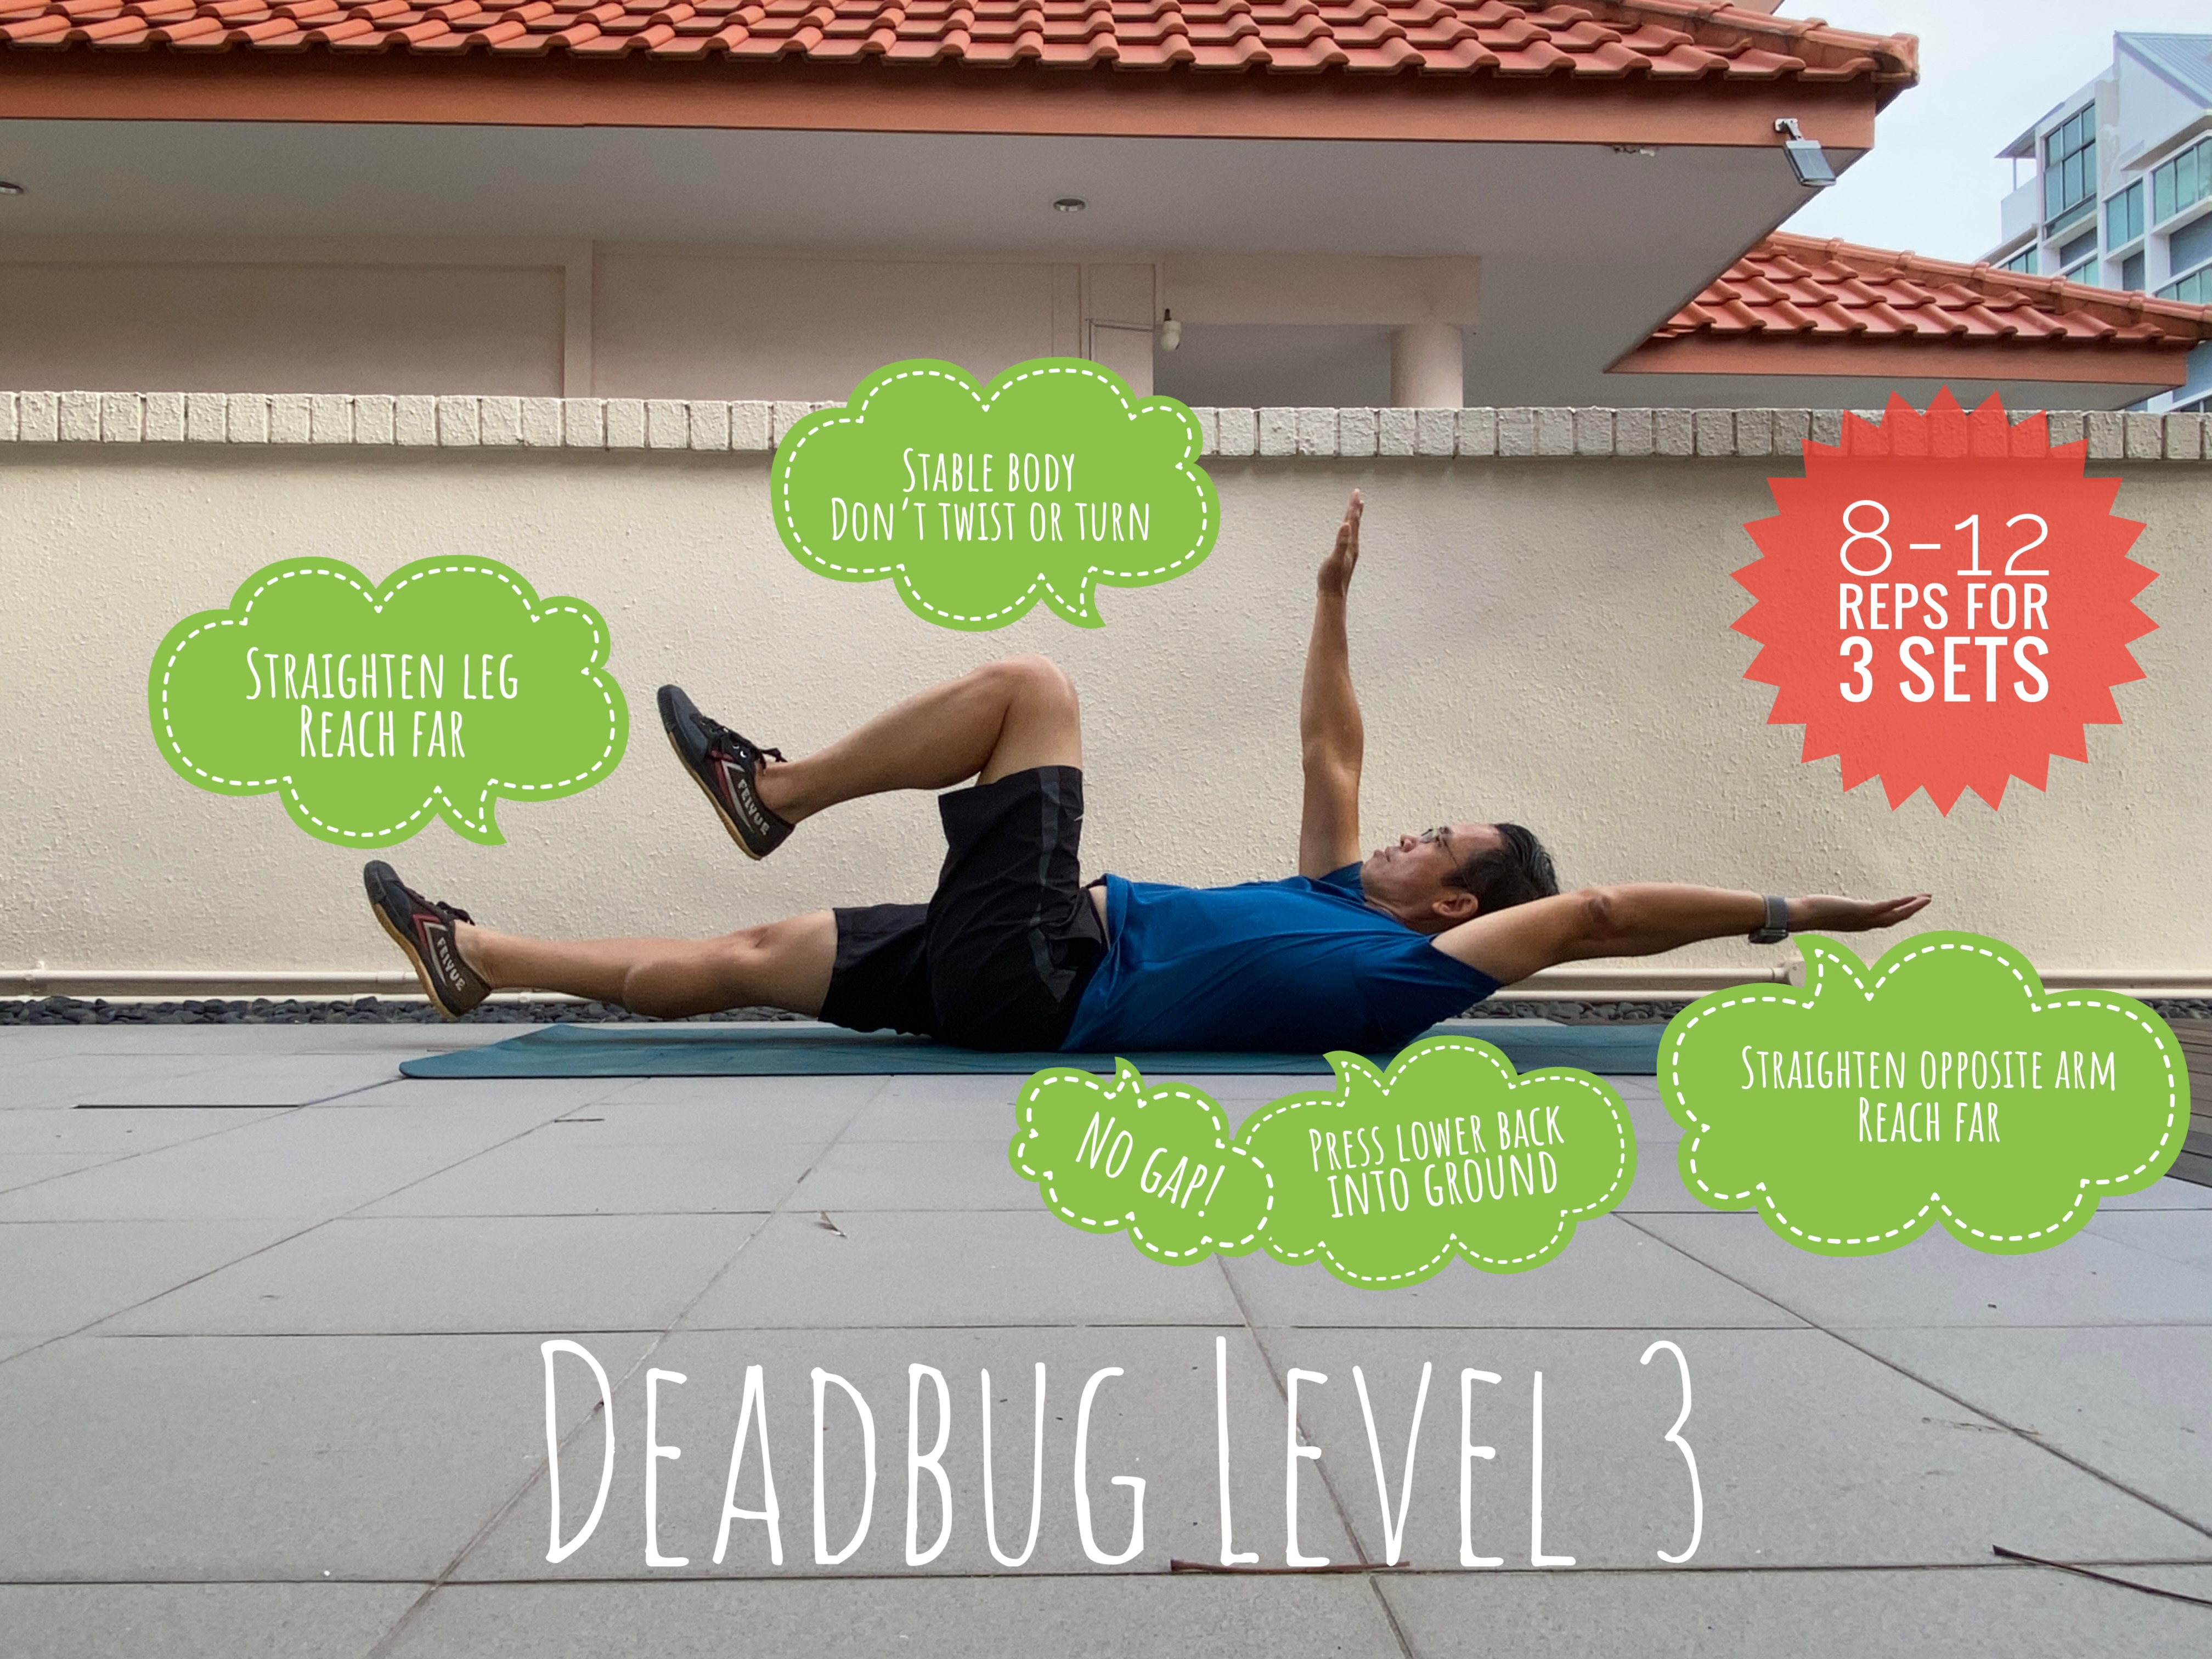 Stable body
Don't twist or turn
Straighten leg
Reach far
8-12
REPS FOR
3 SETS
FEIYUE
FEIYUE
Straighten opposite arm
Reach far
No gap!
Press lower back
into ground
Deadbug Level 3